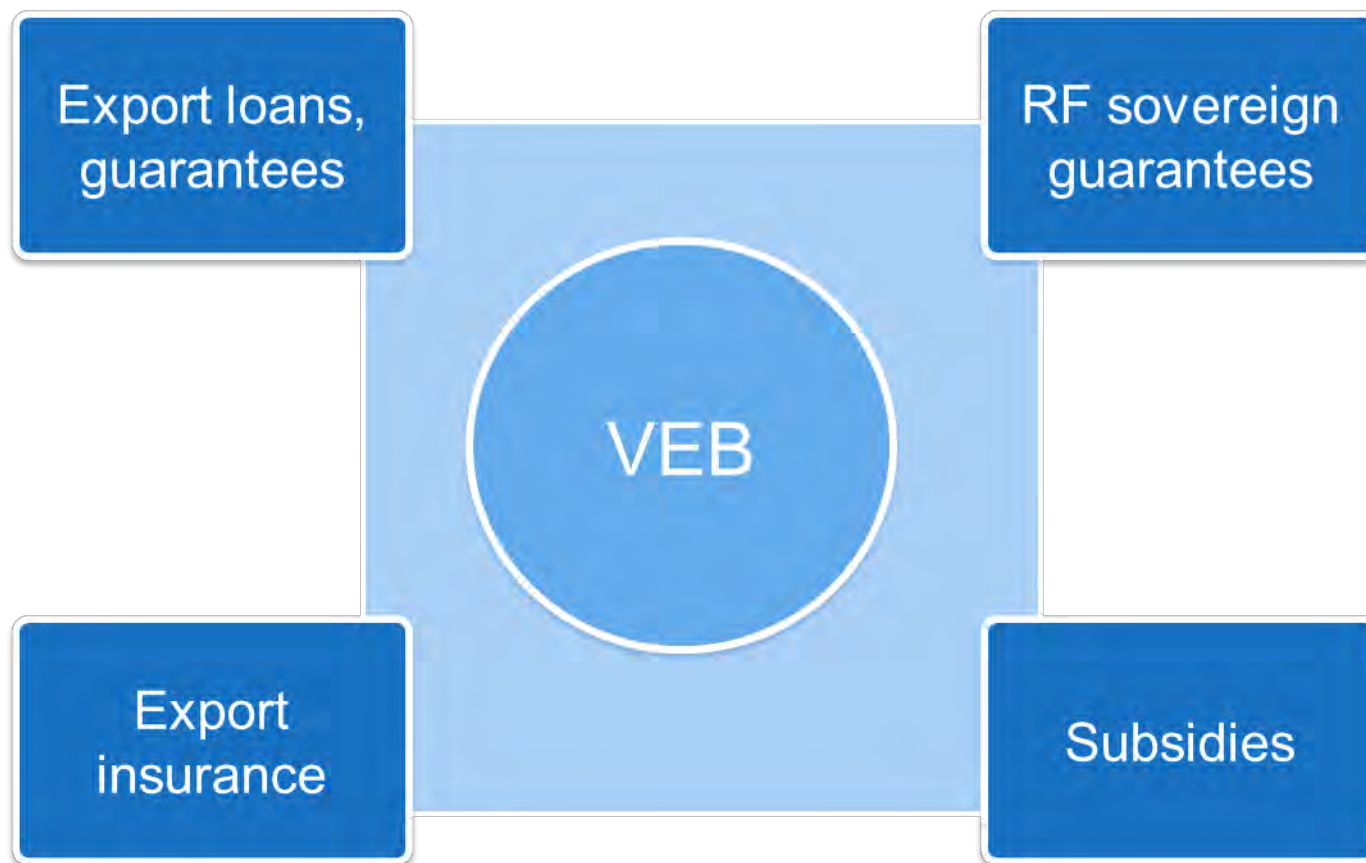 Export loans,
guarantees
RF sovereign
guarantees
VEB
Export
insurance
Subsidies